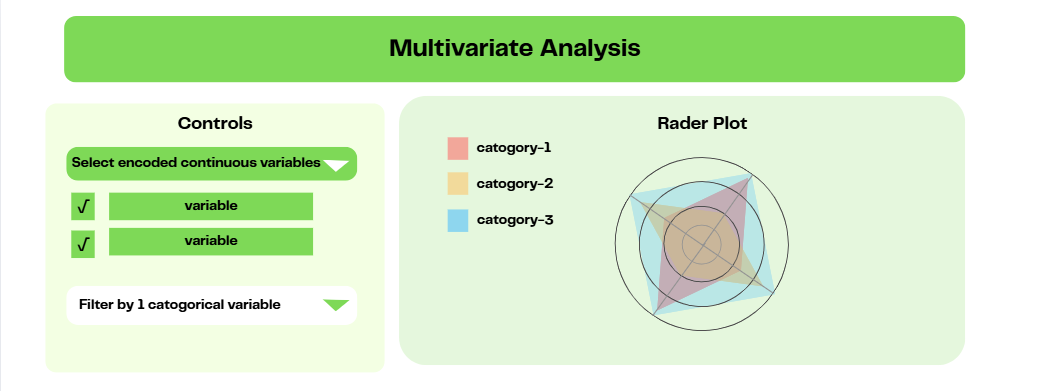 Multivariate Analysis
Controls
Select encoded continuous variables
√ variable
√ variable
Filter by 1 catogorical variable
Rader Plot
catogory-1
catogory-2
catogory-3